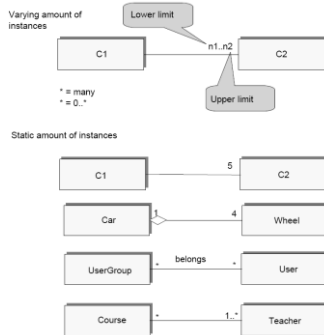 Varying amount of
instances
Lower limit
n1..n2
C1
C2
* = many
* = 0..*
Upper limit
Static amount of instances
5
C1
C2
1
4
Car
Wheel
belongs
UserGroup
*
*
User
Course
*
1..*
Teacher